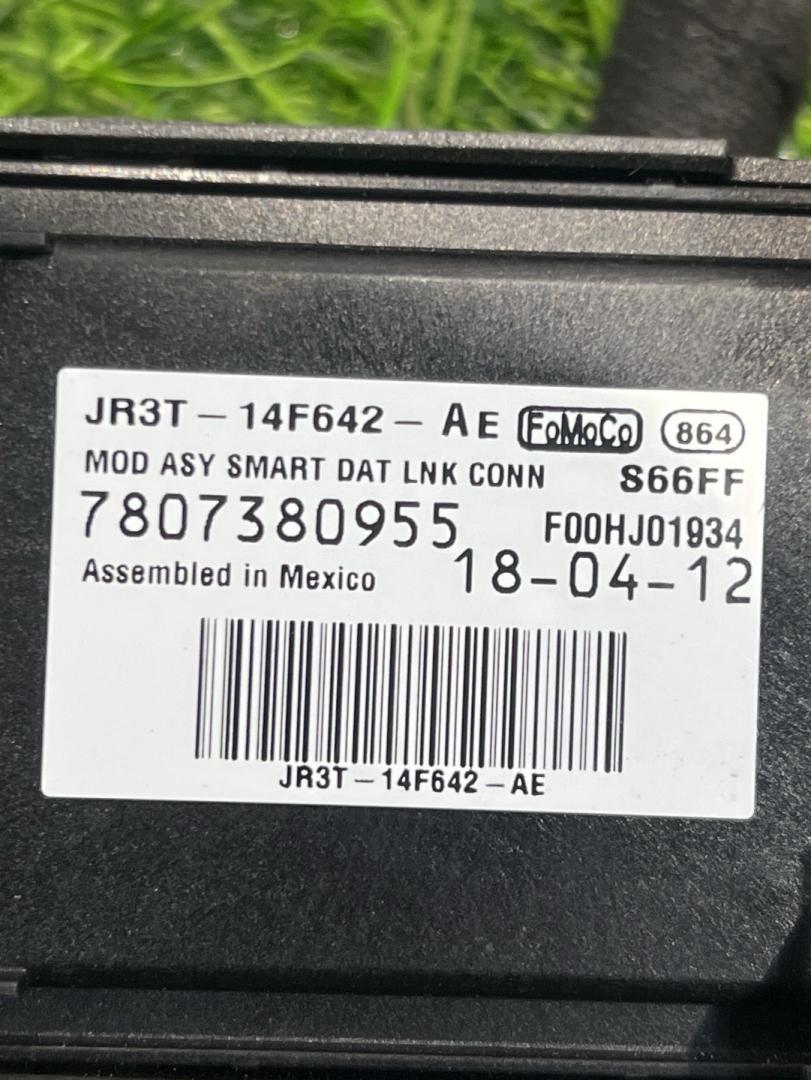 JR3T-14F642-AE FoMoCo 864
MOD ASY SMART DAT LNK CONN S66FF
7807380955 F00HJ01934
Assembled in Mexico 18-04-12
JR3T-14F642-AE